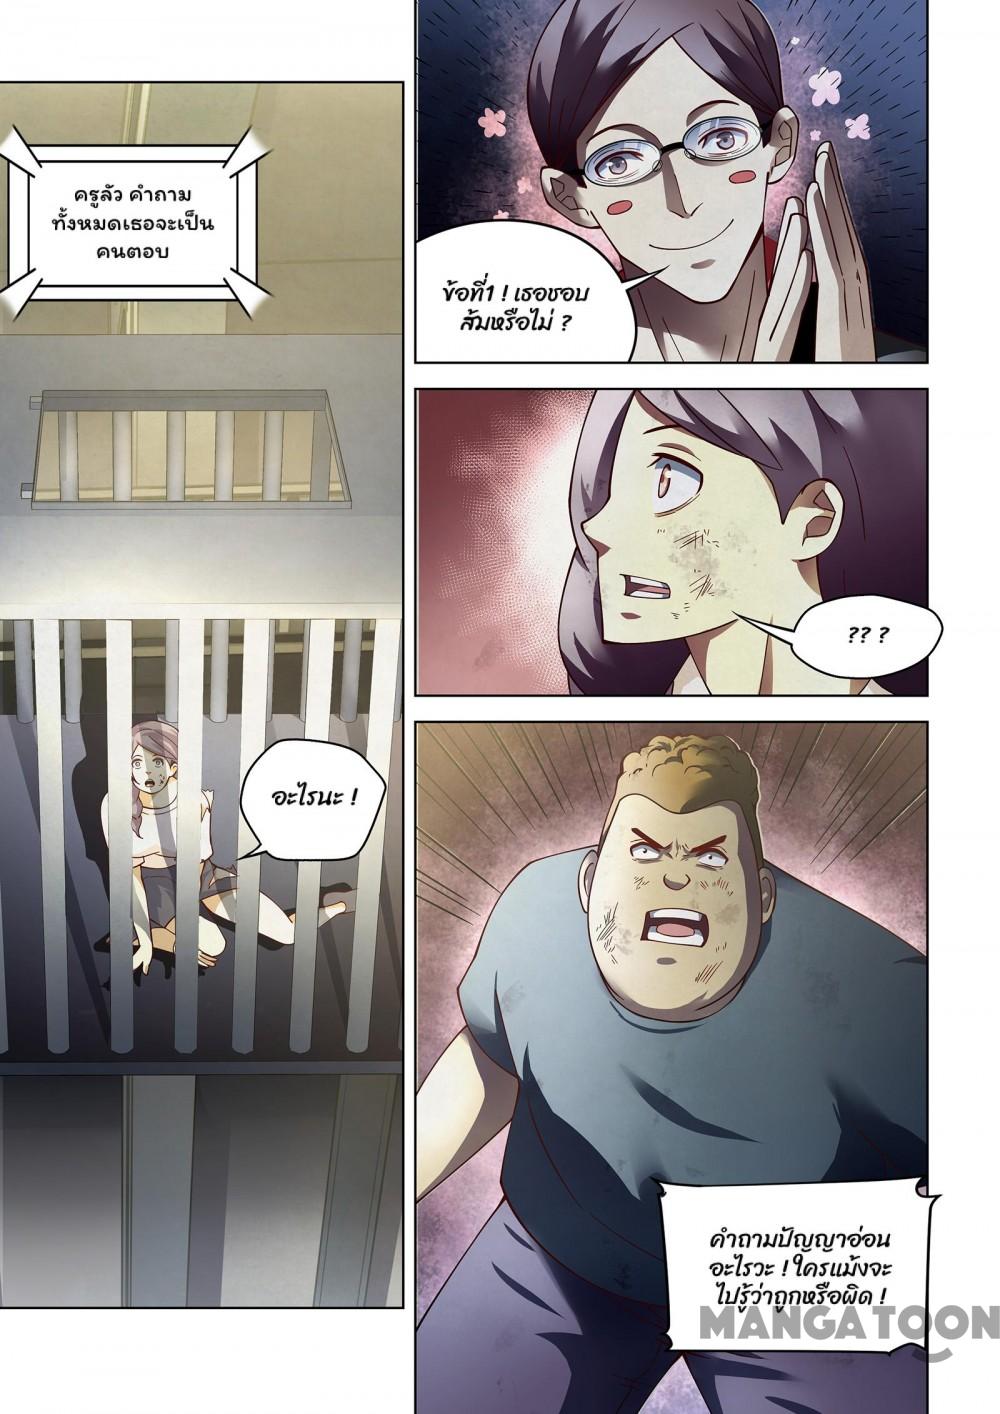 ครูลัว คำถาม
ทั้งหมดเธอจะเป็น
คนตอบ
อะไรนะ !
ข้อที่1 ! เธอชอบ
ส้มหรือไม่ ?
?? ?
คำถามปัญญาอ่อน
อะไรวะ ! ใครแม้งจะ
ไปรู้ว่าถูกหรือผิด !
MANGATOON